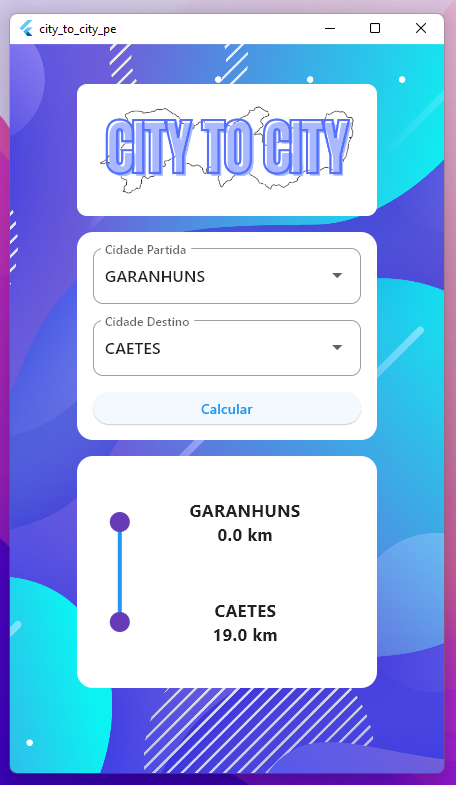 city_to_city_pe
CITY TO CITY
Cidade Partida
GARANHUNS
Cidade Destino
CAETES
Calcular
GARANHUNS
0.0 km
CAETES
19.0 km